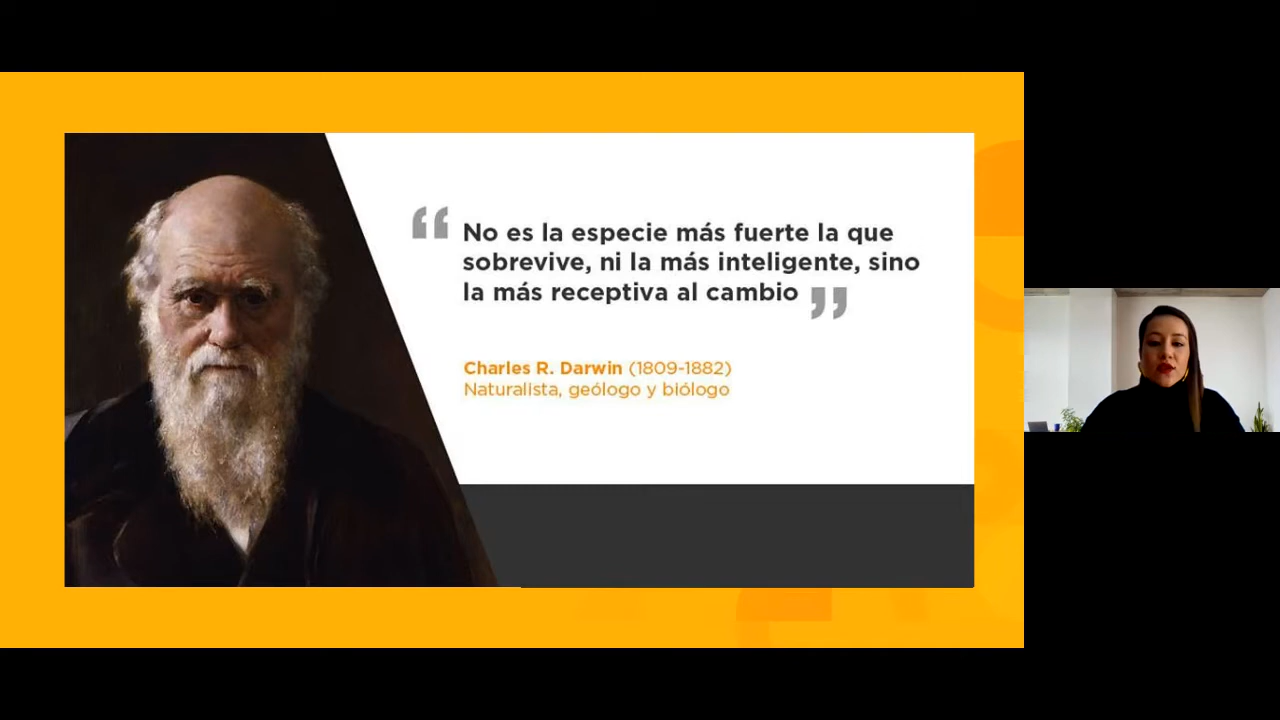 “ No es la especie más fuerte la que
sobrevive, ni la más inteligente, sino
la más receptiva al cambio ”
Charles R. Darwin (1809-1882)
Naturalista, geólogo y biólogo